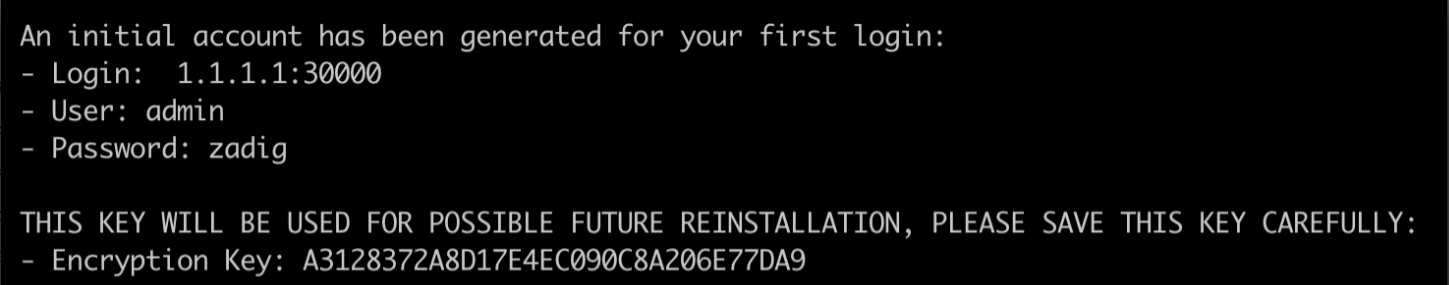 An initial account has been generated for your first login:
- Login:  1.1.1.1:30000
- User: admin
- Password: zadig
THIS KEY WILL BE USED FOR POSSIBLE FUTURE REINSTALLATION, PLEASE SAVE THIS KEY CAREFULLY:
- Encryption Key: A3128372A8D17E4EC090C8A206E77DA9